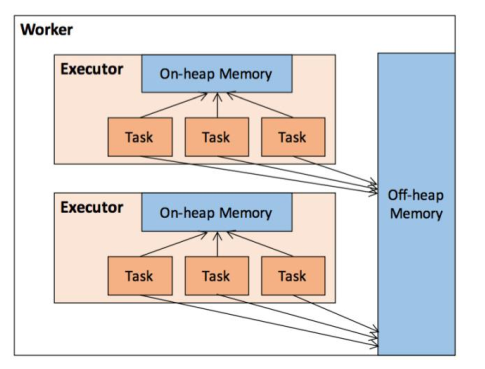 Worker
Executor
On-heap Memory
Task
Task
Task
Executor
On-heap Memory
Task
Task
Task
Off-heap
Memory